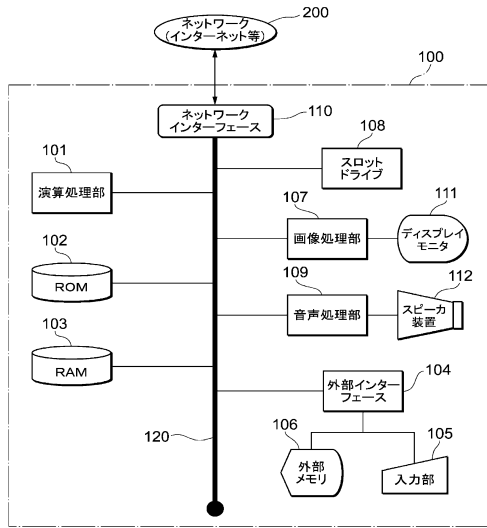 ネットワーク
(インターネット等)
200
100
ネットワーク
インターフェース
110
108
スロット
ドライブ
101
演算処理部
107
画像処理部
111
ディスプレイ
モニタ
102
ROM
109
音声処理部
112
スピーカ
装置
103
RAM
外部インター
フェース
104
120
106
外部
メモリ
105
入力部